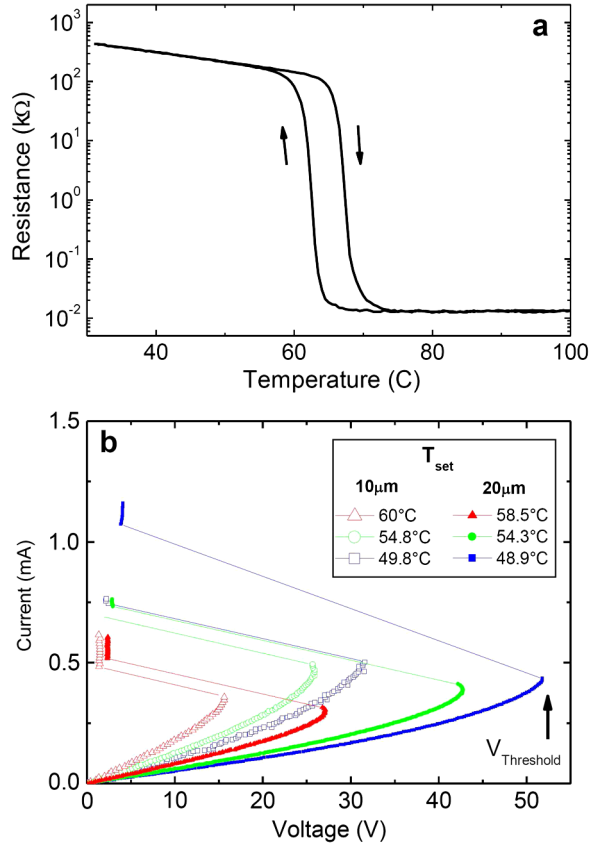 a
10³
10²
10¹
10⁰
10⁻¹
10⁻²
Resistance (kΩ)
40 60 80 100
Temperature (C)
b
1.5
1.0
0.5
0.0
Current (mA)
T_set
10μm 20μm
60°C 58.5°C
54.8°C 54.3°C
49.8°C 48.9°C
V_Threshold
0 10 20 30 40 50
Voltage (V)